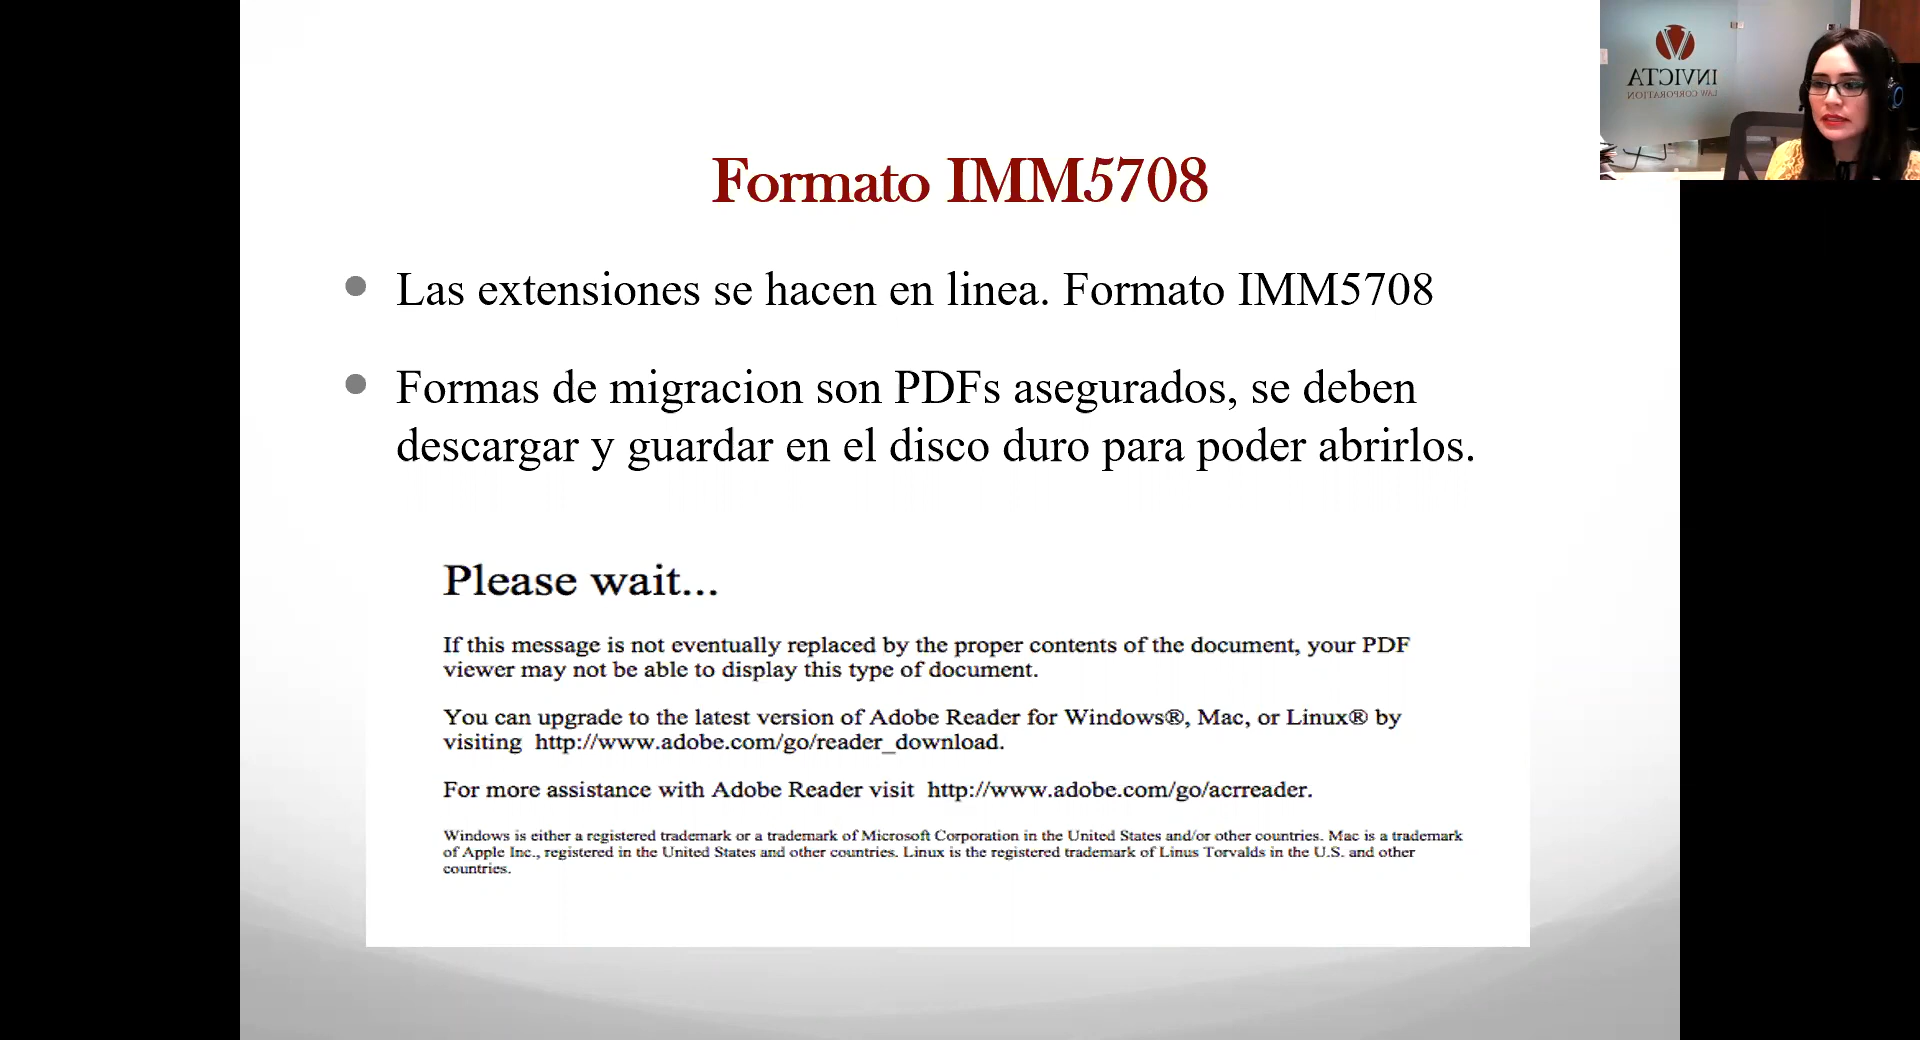 Formato IMM5708
Las extensiones se hacen en linea. Formato IMM5708
Formas de migracion son PDFs asegurados, se deben
descargar y guardar en el disco duro para poder abrirlos.
Please wait...
If this message is not eventually replaced by the proper contents of the document, your PDF
viewer may not be able to display this type of document.
You can upgrade to the latest version of Adobe Reader for Windows®, Mac, or Linux® by
visiting http://www.adobe.com/go/reader_download.
For more assistance with Adobe Reader visit http://www.adobe.com/go/acrreader.
Windows is either a registered trademark or a trademark of Microsoft Corporation in the United States and/or other countries. Mac is a trademark
of Apple Inc., registered in the United States and other countries. Linux is the registered trademark of Linus Torvalds in the U.S. and other
countries.
INVICTA
LAW CORPORATION